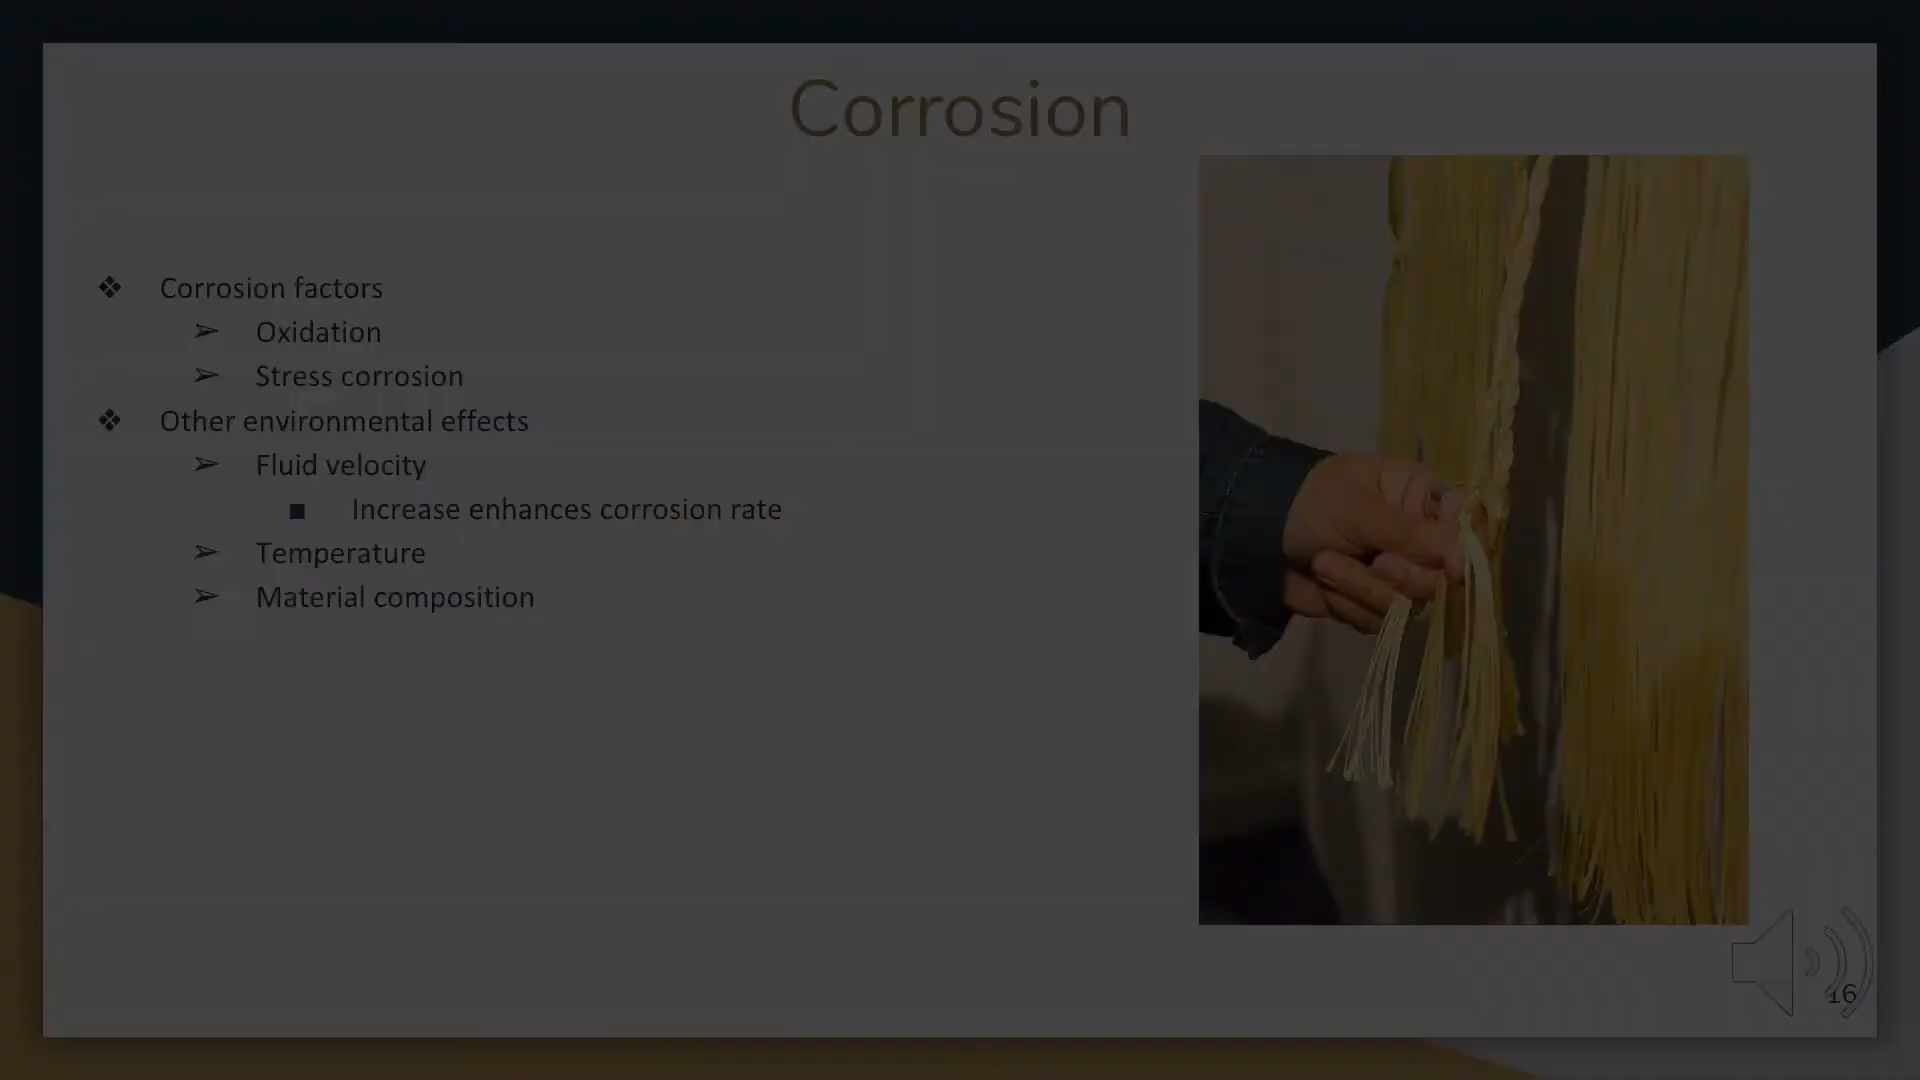 Corrosion
Corrosion factors
Oxidation
Stress corrosion
Other environmental effects
Fluid velocity
Increase enhances corrosion rate
Temperature
Material composition
16